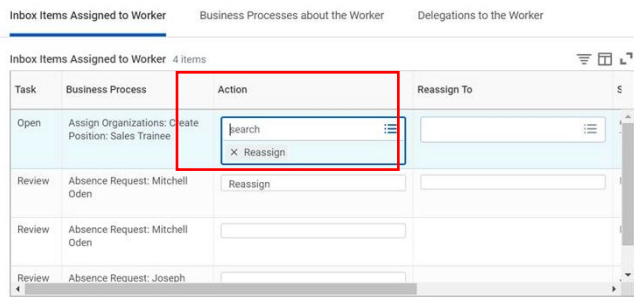 Inbox Items Assigned to Worker Business Processes about the Worker Delegations to the Worker
Inbox Items Assigned to Worker 4 items
Task Business Process Action Reassign To S
Open Assign Organizations: Create search
Position: Sales Trainee × Reassign
Review Absence Request: Mitchell Reassign
Oden
Review Absence Request: Mitchell
Oden
Review Absence Request: Joseph